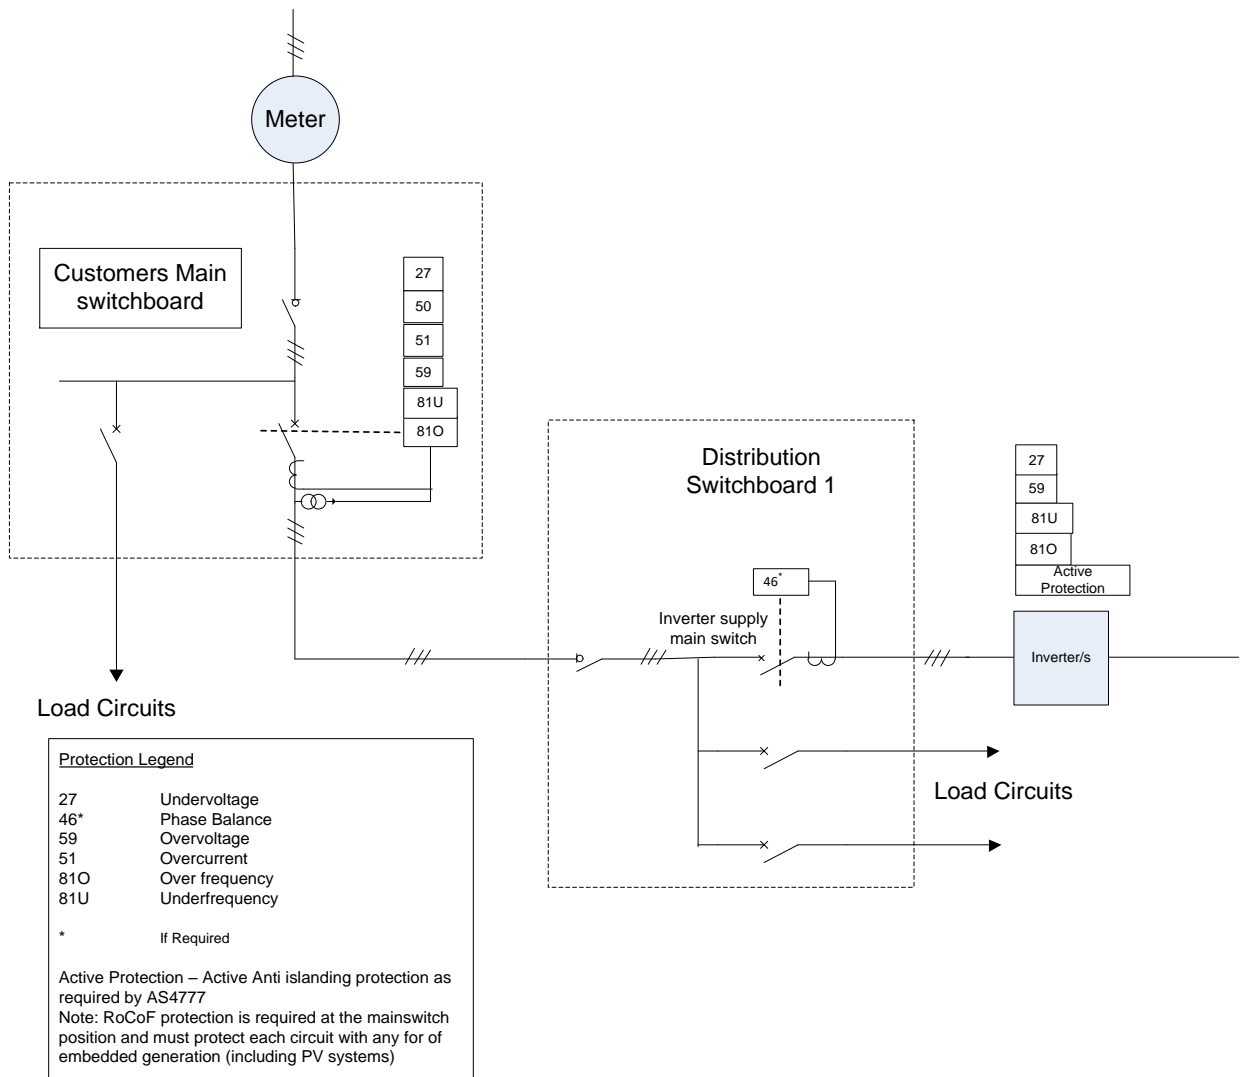 Meter
Customers Main
switchboard
27
50
51
59
81U
81O
Distribution
Switchboard 1
27
59
81U
81O
Active
Protection
46*
Inverter supply
main switch
Inverter/s
Load Circuits
Load Circuits
Protection Legend
27 Undervoltage
46* Phase Balance
59 Overvoltage
51 Overcurrent
81O Over frequency
81U Underfrequency
* If Required
Active Protection – Active Anti islanding protection as
required by AS4777
Note: RoCoF protection is required at the mainswitch
position and must protect each circuit with any for of
embedded generation (including PV systems)